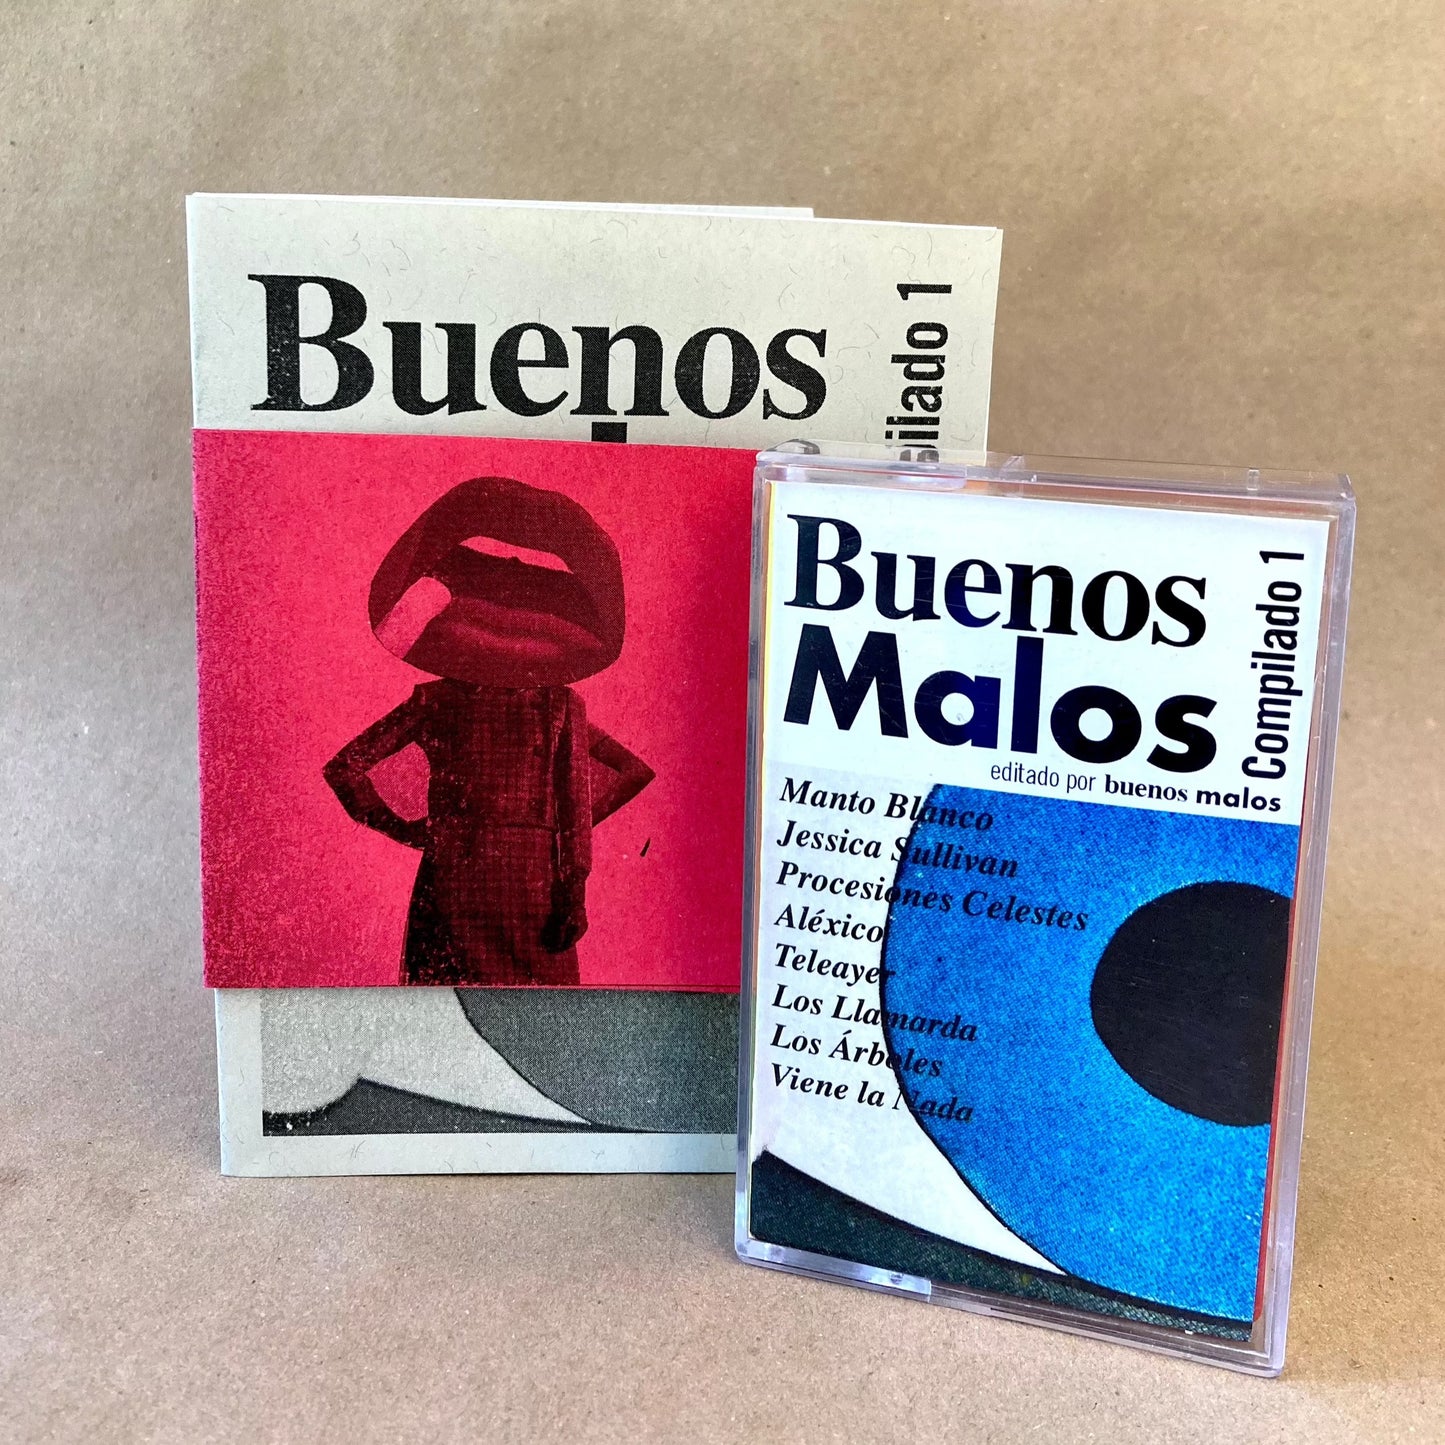 Buenos
Compilado 1
Buenos
Malos
Compilado 1
editado por buenos malos
Manto Blanco
Jessica Sullivan
Procesiones Celestes
Aléxico
Teleayer
Los Llamarda
Los Árboles
Viene la Nada